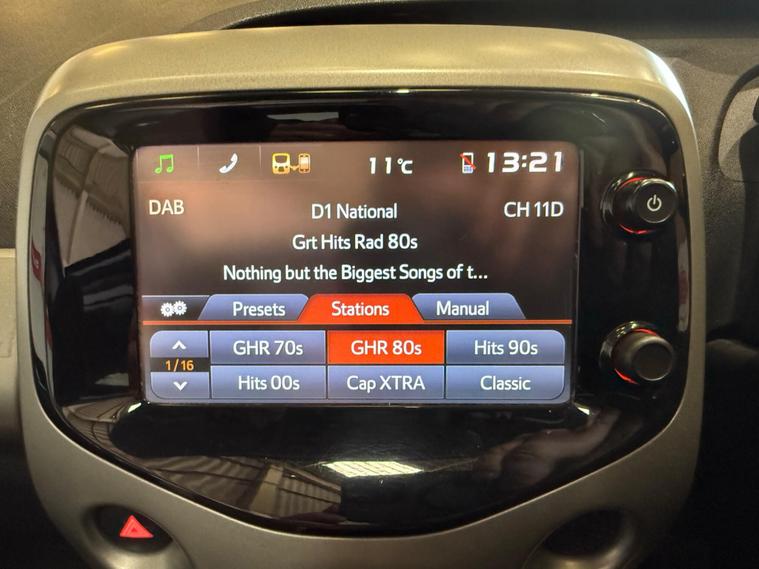 11°C 13:21
DAB D1 National CH 11D
Grt Hits Rad 80s
Nothing but the Biggest Songs of t...
Presets Stations Manual
GHR 70s GHR 80s Hits 90s
1/16
Hits 00s Cap XTRA Classic